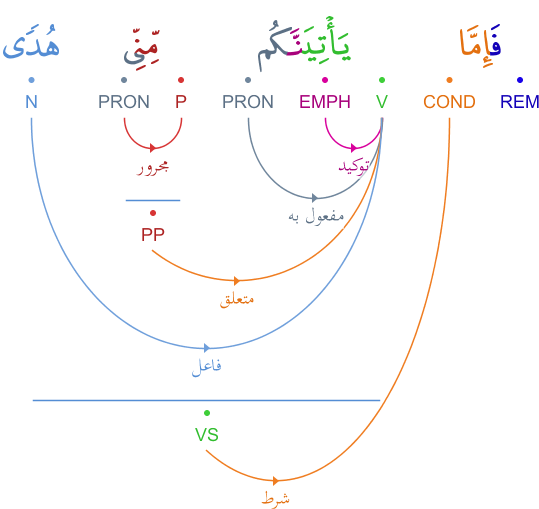 فَإِمَّا يَأْتِيَنَّكُم مِّنِّى هُدًى
REM COND V EMPH PRON P PRON N
توكيد مجرور
مفعول به
PP
متعلق
فاعل
VS
شرط